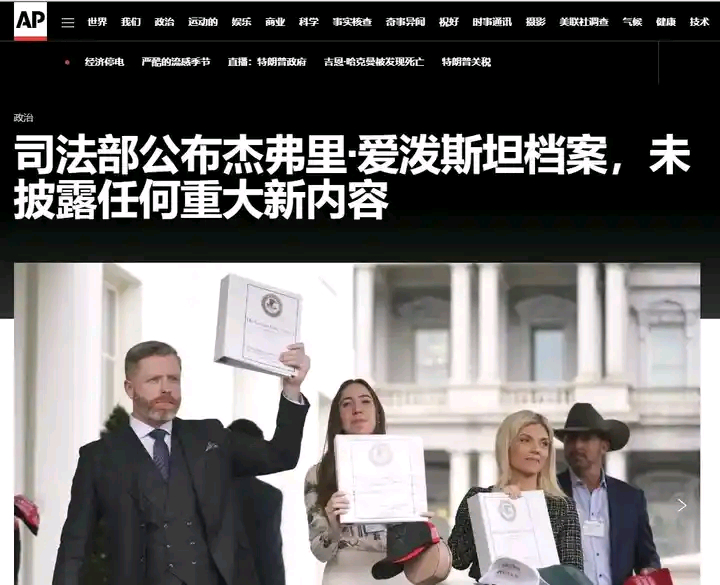 AP
世界 我们 政治 运动的 娱乐 商业 科学 事实核查 奇事异闻 祝好 时事通讯 摄影 美联社调查 气候 健康 技术
经济停电 严酷的流感季节 直播：特朗普政府 吉恩·哈克曼被发现死亡 特朗普关税
政治
司法部公布杰弗里·爱泼斯坦档案，未
披露任何重大新内容